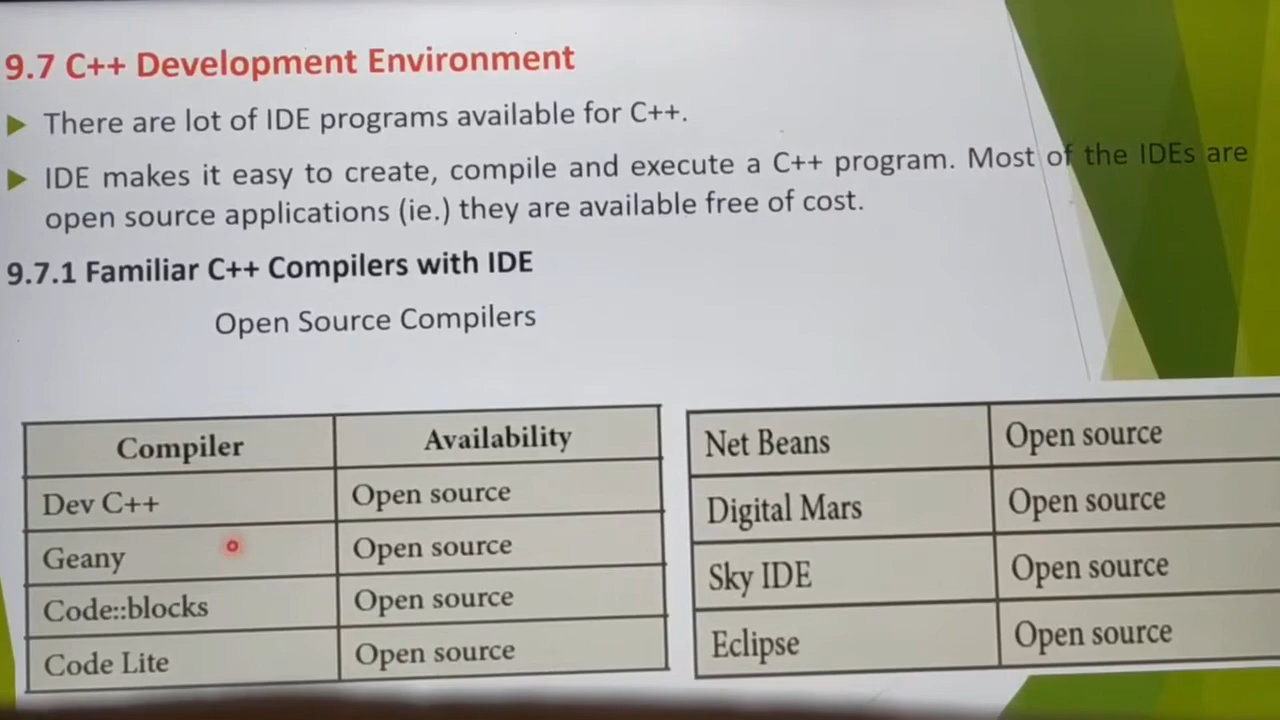 9.7 C++ Development Environment
There are lot of IDE programs available for C++.
IDE makes it easy to create, compile and execute a C++ program. Most of the IDEs are
open source applications (ie.) they are available free of cost.
9.7.1 Familiar C++ Compilers with IDE
Open Source Compilers
Compiler Availability
Dev C++ Open source
Geany Open source
Code::blocks Open source
Code Lite Open source
Net Beans Open source
Digital Mars Open source
Sky IDE Open source
Eclipse Open source